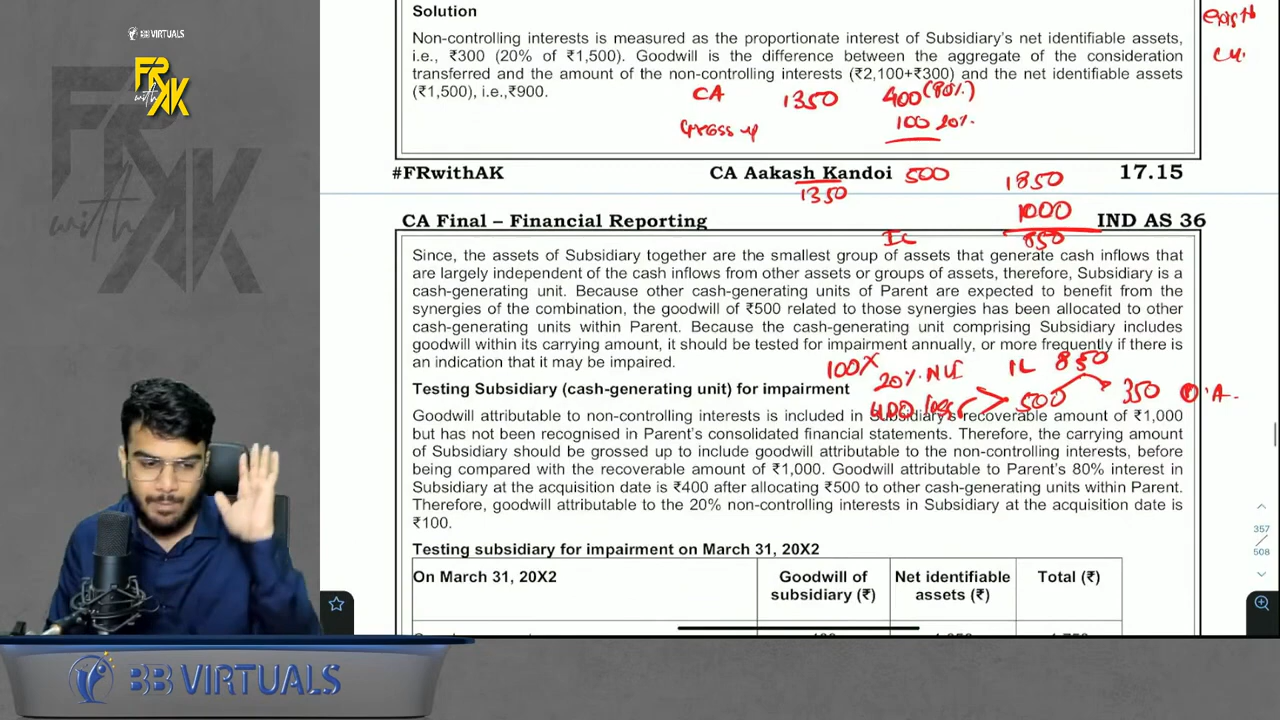 BB VIRTUALS
FR
with
AK
Solution
Non-controlling interests is measured as the proportionate interest of Subsidiary's net identifiable assets,
i.e., ₹300 (20% of ₹1,500). Goodwill is the difference between the aggregate of the consideration
transferred and the amount of the non-controlling interests (₹2,100+₹300) and the net identifiable assets
(₹1,500), i.e.,₹900.
CA 1350 400 (80%)
Gross up 100 20%
#FRwithAK CA Aakash Kandoi 17.15
1350 500
1850
1000
850
CA Final – Financial Reporting IND AS 36
IL
Since, the assets of Subsidiary together are the smallest group of assets that generate cash inflows that
are largely independent of the cash inflows from other assets or groups of assets, therefore, Subsidiary is a
cash-generating unit. Because other cash-generating units of Parent are expected to benefit from the
synergies of the combination, the goodwill of ₹500 related to those synergies has been allocated to other
cash-generating units within Parent. Because the cash-generating unit comprising Subsidiary includes
goodwill within its carrying amount, it should be tested for impairment annually, or more frequently if there is
an indication that it may be impaired.
100X
20% NCI
400 loss
IL 850
500
350 O.A.
Testing Subsidiary (cash-generating unit) for impairment
Goodwill attributable to non-controlling interests is included in Subsidiary's recoverable amount of ₹1,000
but has not been recognised in Parent's consolidated financial statements. Therefore, the carrying amount
of Subsidiary should be grossed up to include goodwill attributable to the non-controlling interests, before
being compared with the recoverable amount of ₹1,000. Goodwill attributable to Parent's 80% interest in
Subsidiary at the acquisition date is ₹400 after allocating ₹500 to other cash-generating units within Parent.
Therefore, goodwill attributable to the 20% non-controlling interests in Subsidiary at the acquisition date is
₹100.
Testing subsidiary for impairment on March 31, 20X2
On March 31, 20X2 Goodwill of Net identifiable Total (₹)
subsidiary (₹) assets (₹)
357
508
BB VIRTUALS